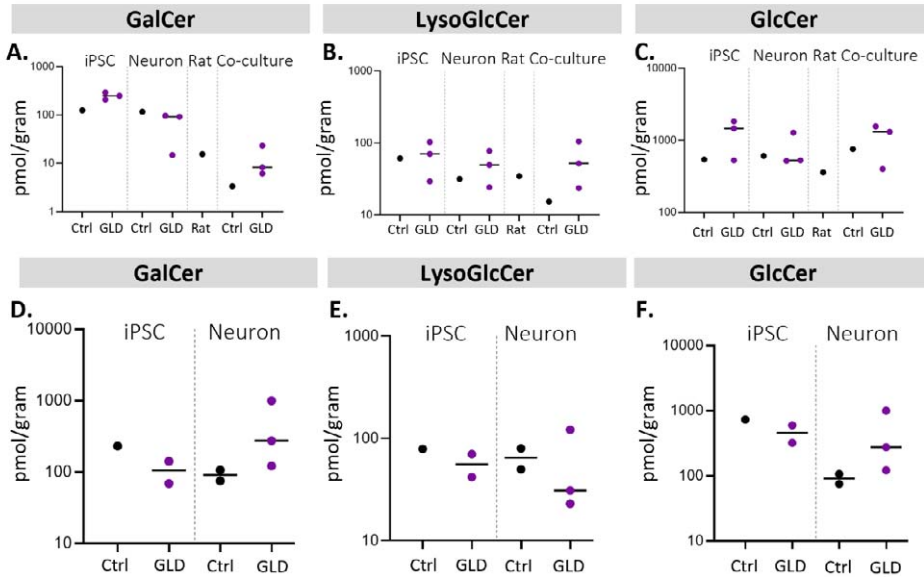 GalCer LysoGlcCer GlcCer
A. B. C.
iPSC Neuron Rat Co-culture
1000
100
10
1
pmol/gram
Ctrl GLD Ctrl GLD Rat Ctrl GLD
iPSC Neuron Rat Co-culture
1000
100
10
pmol/gram
Ctrl GLD Ctrl GLD Rat Ctrl GLD
iPSC Neuron Rat Co-culture
10000
1000
100
pmol/gram
Ctrl GLD Ctrl GLD Rat Ctrl GLD
GalCer LysoGlcCer GlcCer
D. E. F.
iPSC Neuron
10000
1000
100
10
pmol/gram
Ctrl GLD Ctrl GLD
iPSC Neuron
1000
100
10
pmol/gram
Ctrl GLD Ctrl GLD
iPSC Neuron
10000
1000
100
10
pmol/gram
Ctrl GLD Ctrl GLD